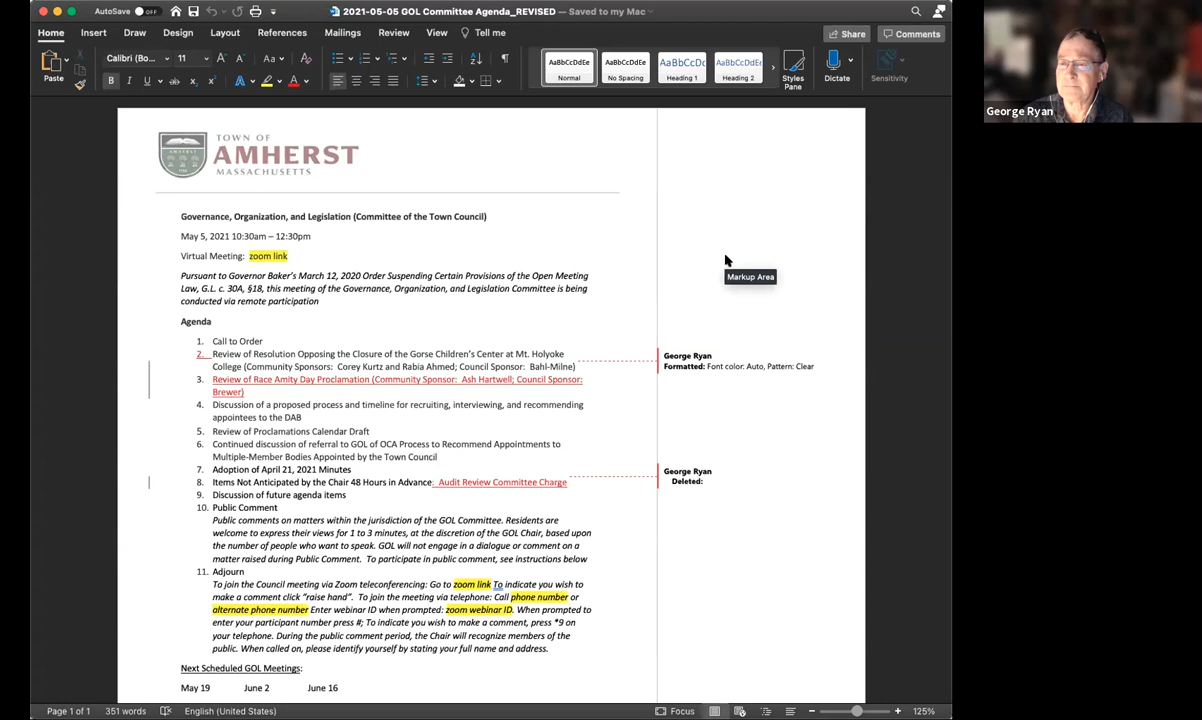 AutoSave OFF
2021-05-05 GOL Committee Agenda_REVISED — Saved to my Mac
Home Insert Draw Design Layout References Mailings Review View Tell me
Share Comments
Paste
Calibri (Bo... 11
AaBbCcDdEe AaBbCcDdEe AaBbCcDc AaBbCcDdEe
Normal No Spacing Heading 1 Heading 2
Styles Pane
Dictate
Sensitivity
TOWN OF
AMHERST
MASSACHUSETTS
Governance, Organization, and Legislation (Committee of the Town Council)
May 5, 2021 10:30am – 12:30pm
Virtual Meeting: zoom link
Pursuant to Governor Baker's March 12, 2020 Order Suspending Certain Provisions of the Open Meeting
Law, G.L. c. 30A, §18, this meeting of the Governance, Organization, and Legislation Committee is being
conducted via remote participation
Agenda
1. Call to Order
2. Review of Resolution Opposing the Closure of the Gorse Children's Center at Mt. Holyoke
College (Community Sponsors: Corey Kurtz and Rabia Ahmed; Council Sponsor: Bahl-Milne)
3. Review of Race Amity Day Proclamation (Community Sponsor: Ash Hartwell; Council Sponsor:
Brewer)
4. Discussion of a proposed process and timeline for recruiting, interviewing, and recommending
appointees to the DAB
5. Review of Proclamations Calendar Draft
6. Continued discussion of referral to GOL of OCA Process to Recommend Appointments to
Multiple-Member Bodies Appointed by the Town Council
7. Adoption of April 21, 2021 Minutes
8. Items Not Anticipated by the Chair 48 Hours in Advance: Audit Review Committee Charge
9. Discussion of future agenda items
10. Public Comment
Public comments on matters within the jurisdiction of the GOL Committee. Residents are
welcome to express their views for 1 to 3 minutes, at the discretion of the GOL Chair, based upon
the number of people who want to speak. GOL will not engage in a dialogue or comment on a
matter raised during Public Comment. To participate in public comment, see instructions below
11. Adjourn
To join the Council meeting via Zoom teleconferencing: Go to zoom link To indicate you wish to
make a comment click "raise hand". To join the meeting via telephone: Call phone number or
alternate phone number Enter webinar ID when prompted: zoom webinar ID. When prompted to
enter your participant number press #; To indicate you wish to make a comment, press *9 on
your telephone. During the public comment period, the Chair will recognize members of the
public. When called on, please identify yourself by stating your full name and address.
Next Scheduled GOL Meetings:
May 19 June 2 June 16
Markup Area
George Ryan
Formatted: Font color: Auto, Pattern: Clear
George Ryan
Deleted:
Page 1 of 1 351 words English (United States)
Focus
125%
George Ryan